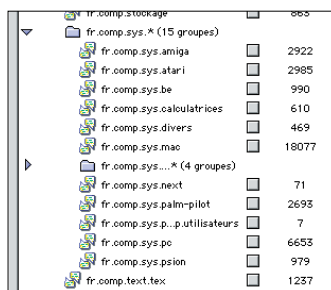 fr.comp.stockage 863
fr.comp.sys.* (15 groupes)
fr.comp.sys.amiga 2922
fr.comp.sys.atari 2985
fr.comp.sys.be 990
fr.comp.sys.calculatrices 610
fr.comp.sys.divers 469
fr.comp.sys.mac 18077
fr.comp.sys....* (4 groupes)
fr.comp.sys.next 71
fr.comp.sys.palm-pilot 2693
fr.comp.sys.p...p.utilisateurs 7
fr.comp.sys.pc 6653
fr.comp.sys.psion 979
fr.comp.text.tex 1237